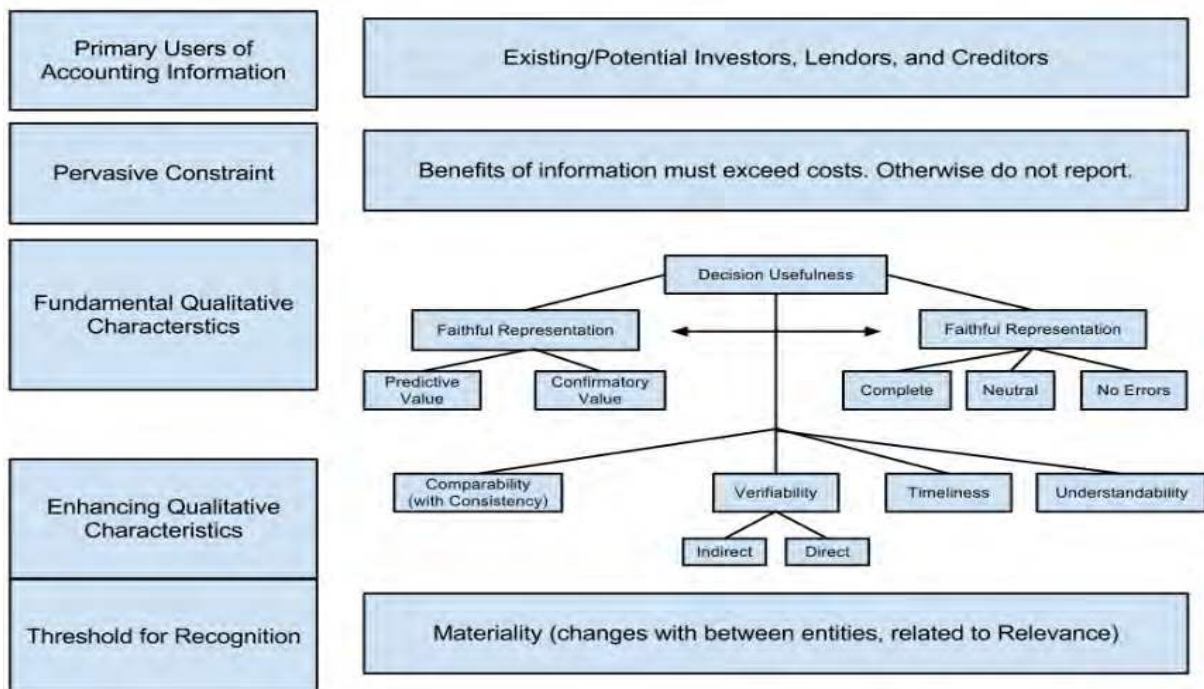 Primary Users of
Accounting Information
Existing/Potential Investors, Lendors, and Creditors
Pervasive Constraint
Benefits of information must exceed costs. Otherwise do not report.
Fundamental Qualitative
Characterstics
Decision Usefulness
Faithful Representation
Faithful Representation
Predictive
Value
Confirmatory
Value
Complete
Neutral
No Errors
Enhancing Qualitative
Characteristics
Comparability
(with Consistency)
Verifiability
Timeliness
Understandability
Indirect
Direct
Threshold for Recognition
Materiality (changes with between entities, related to Relevance)